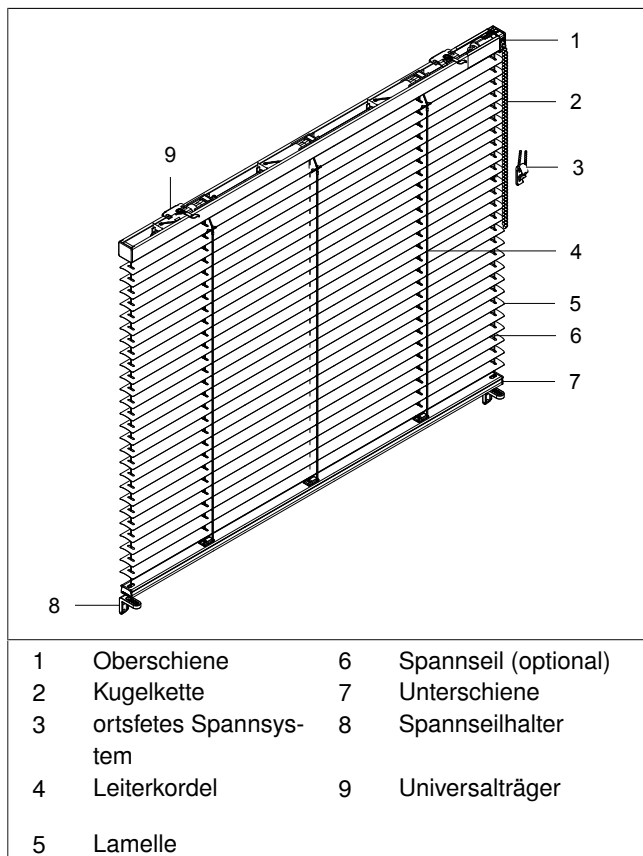 1
2
9
3
4
5
6
7
8
1 Oberschiene 6 Spannseil (optional)
2 Kugelkette 7 Unterschiene
3 ortsfetes Spannsys- 8 Spannseilhalter
tem
4 Leiterkordel 9 Universalträger
5 Lamelle